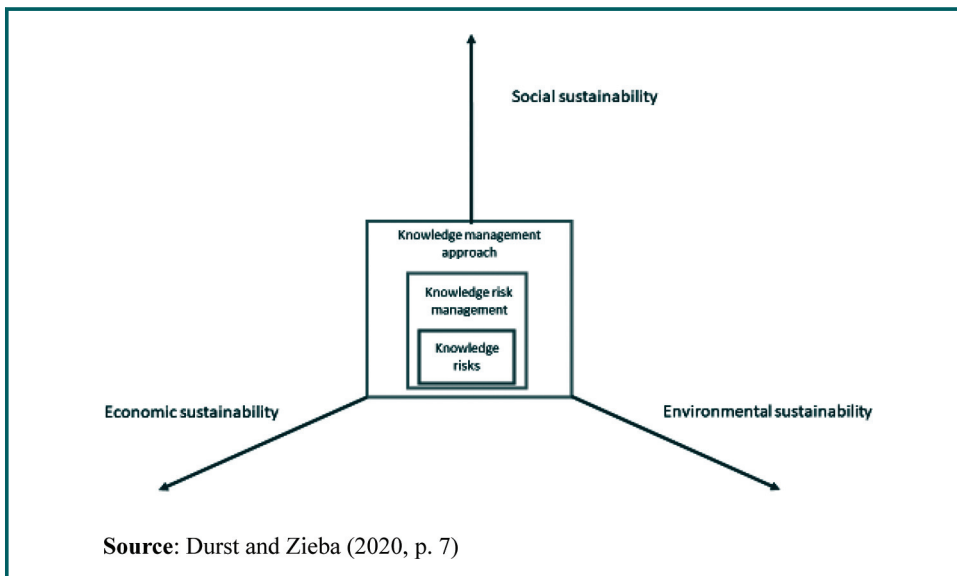 Social sustainability
Knowledge management
approach
Knowledge risk
management
Knowledge
risks
Economic sustainability
Environmental sustainability
Source: Durst and Zieba (2020, p. 7)